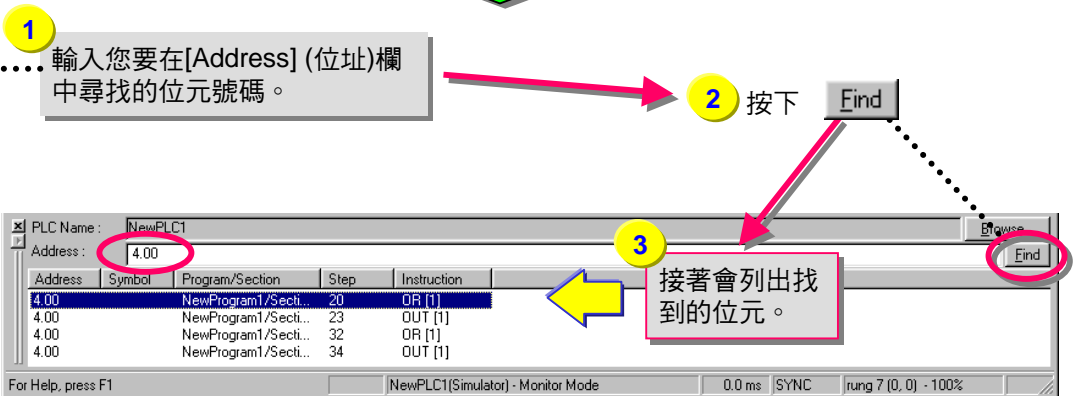 1
輸入您要在[Address] (位址)欄
中尋找的位元號碼。
2 按下 Find
PLC Name : NewPLC1 Browse
Address : 4.00 Find
3
接著會列出找
到的位元。
Address Symbol Program/Section Step Instruction
4.00 NewProgram1/Secti... 20 OR [1]
4.00 NewProgram1/Secti... 23 OUT [1]
4.00 NewProgram1/Secti... 32 OR [1]
4.00 NewProgram1/Secti... 34 OUT [1]
For Help, press F1 NewPLC1(Simulator) - Monitor Mode 0.0 ms SYNC rung 7 (0, 0) - 100%